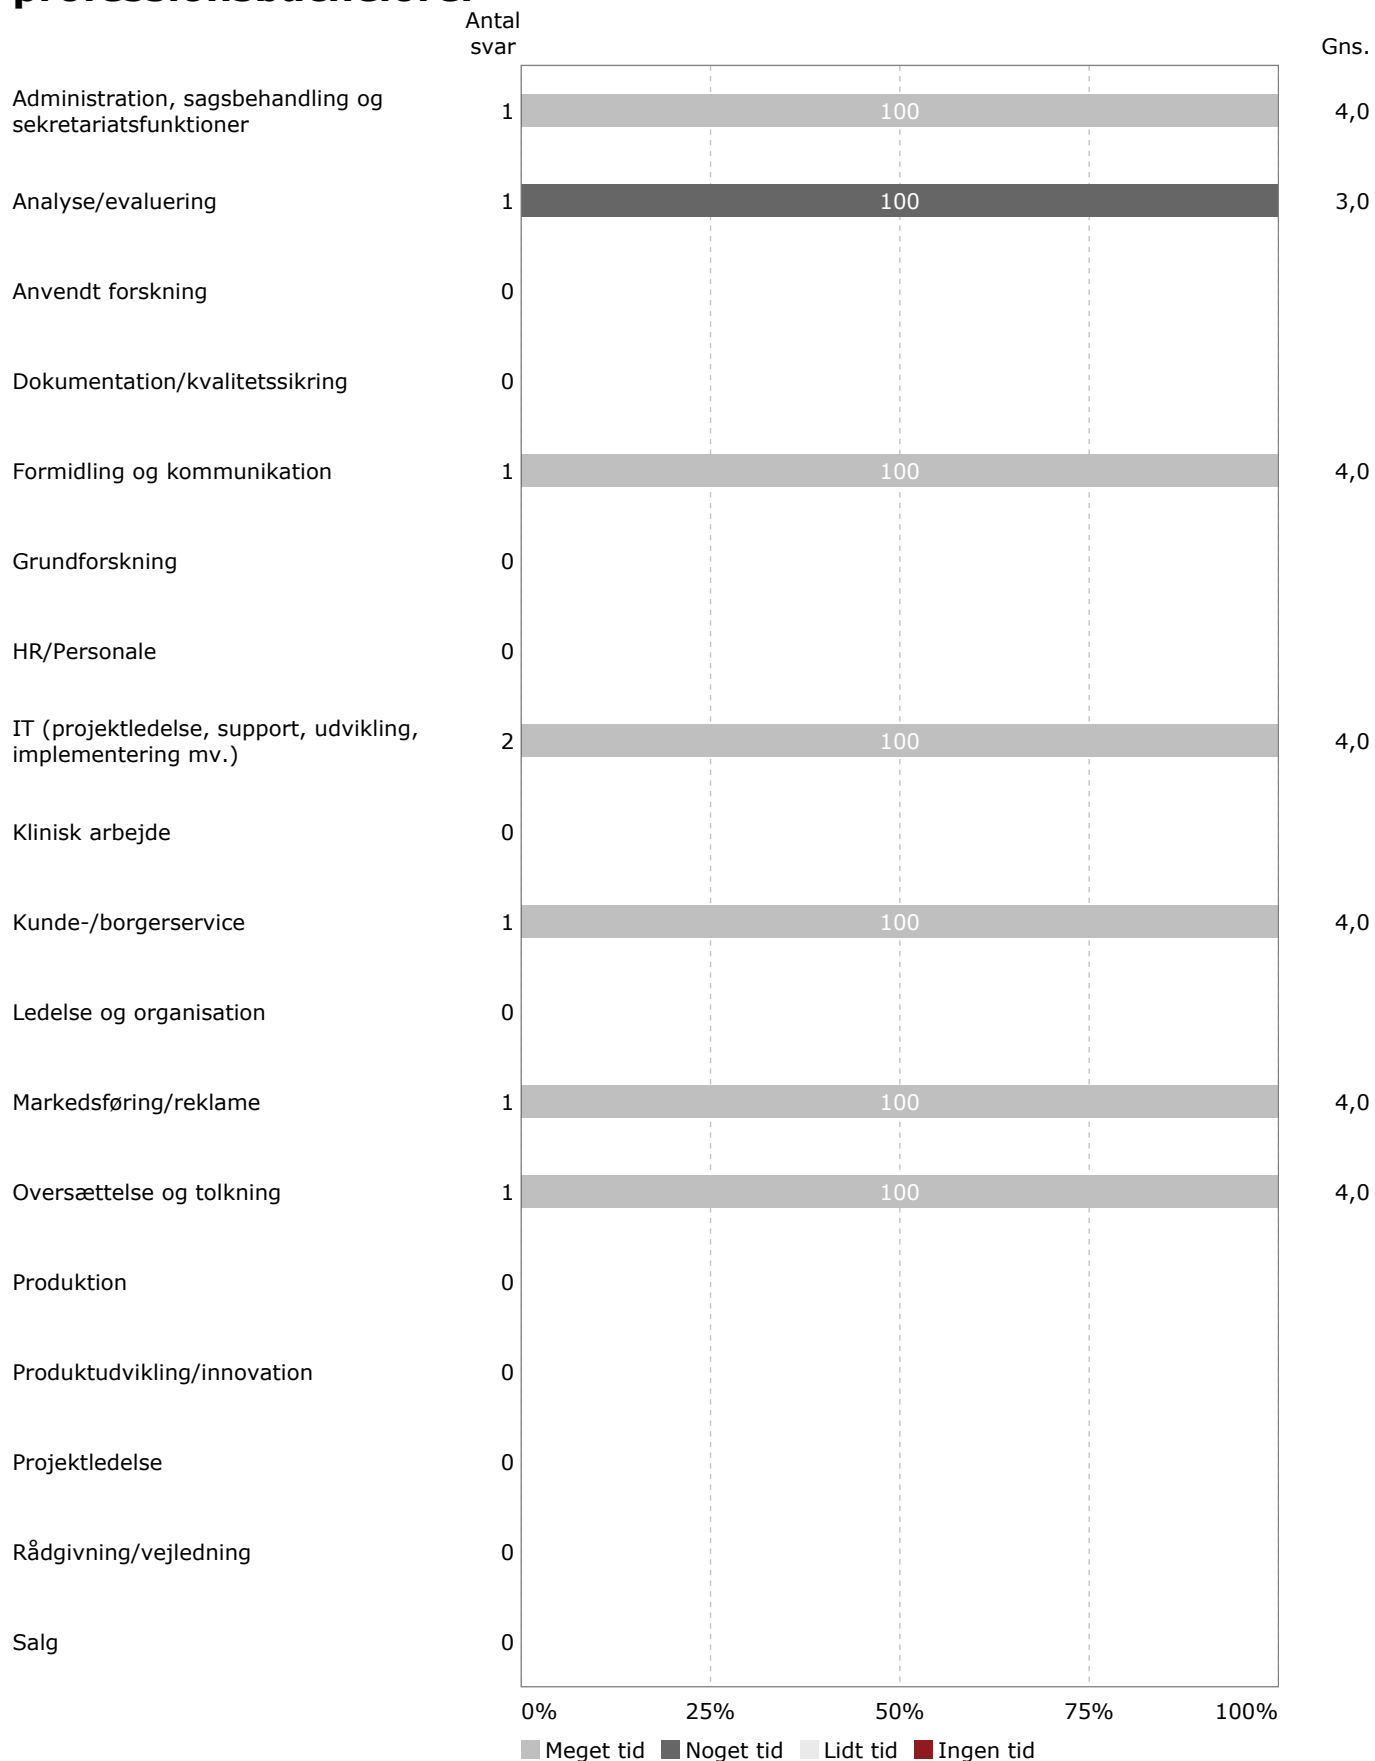 Antal
svar
Gns.
Administration, sagsbehandling og
sekretariatsfunktioner
1
100
4,0
Analyse/evaluering
1
100
3,0
Anvendt forskning
0
Dokumentation/kvalitetssikring
0
Formidling og kommunikation
1
100
4,0
Grundforskning
0
HR/Personale
0
IT (projektledelse, support, udvikling,
implementering mv.)
2
100
4,0
Klinisk arbejde
0
Kunde-/borgerservice
1
100
4,0
Ledelse og organisation
0
Markedsføring/reklame
1
100
4,0
Oversættelse og tolkning
1
100
4,0
Produktion
0
Produktudvikling/innovation
0
Projektledelse
0
Rådgivning/vejledning
0
Salg
0
0% 25% 50% 75% 100%
Meget tid Noget tid Lidt tid Ingen tid